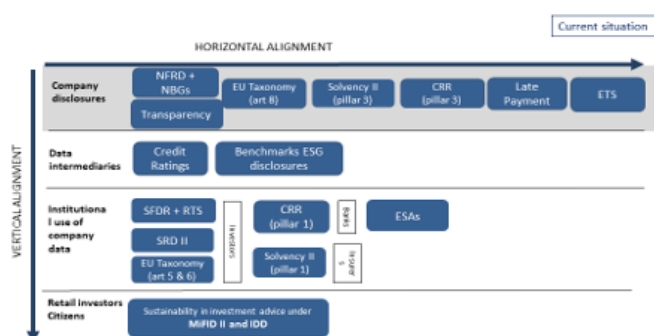 Current situation
HORIZONTAL ALIGNMENT
VERTICAL ALIGNMENT
Company
disclosures
NFRD +
NBGs
Transparency
EU Taxonomy
(art 8)
Solvency II
(pillar 3)
CRR
(pillar 3)
Late
Payment
ETS
Data
intermediaries
Credit
Ratings
Benchmarks ESG
disclosures
Institutiona
l use of
company
data
SFDR + RTS
SRD II
EU Taxonomy
(art 5 & 6)
Investors
CRR
(pillar 1)
Banks
ESAs
Solvency II
(pillar 1)
Insurer
s
Retail investors
Citizens
Sustainability in investment advice under
MiFID II and IDD